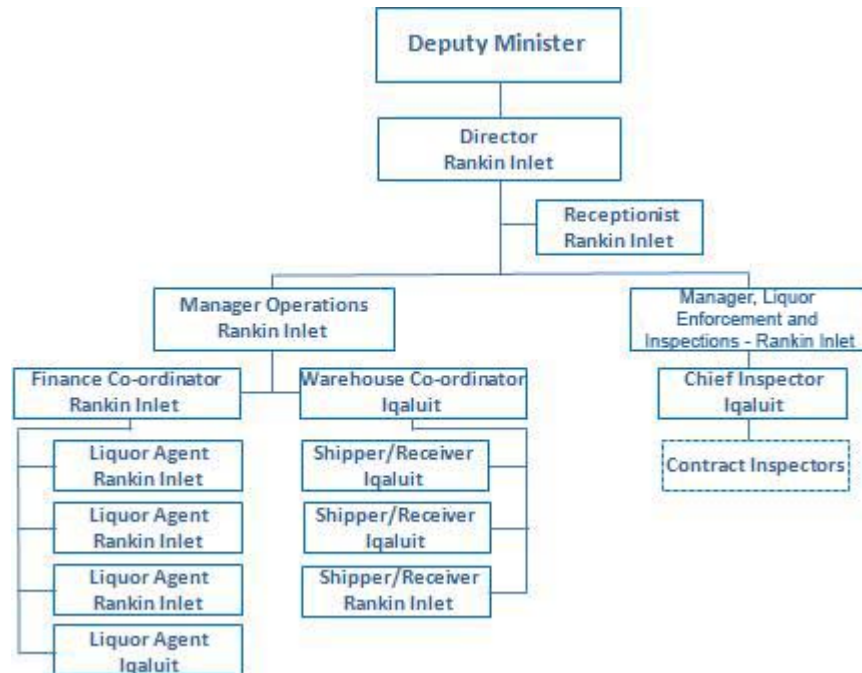 Deputy Minister
Director
Rankin Inlet
Receptionist
Rankin Inlet
Manager Operations
Rankin Inlet
Manager, Liquor
Enforcement and
Inspections - Rankin Inlet
Finance Co-ordinator
Rankin Inlet
Warehouse Co-ordinator
Iqaluit
Chief Inspector
Iqaluit
Liquor Agent
Rankin Inlet
Liquor Agent
Rankin Inlet
Liquor Agent
Rankin Inlet
Liquor Agent
Iqaluit
Shipper/Receiver
Iqaluit
Shipper/Receiver
Iqaluit
Shipper/Receiver
Rankin Inlet
Contract Inspectors